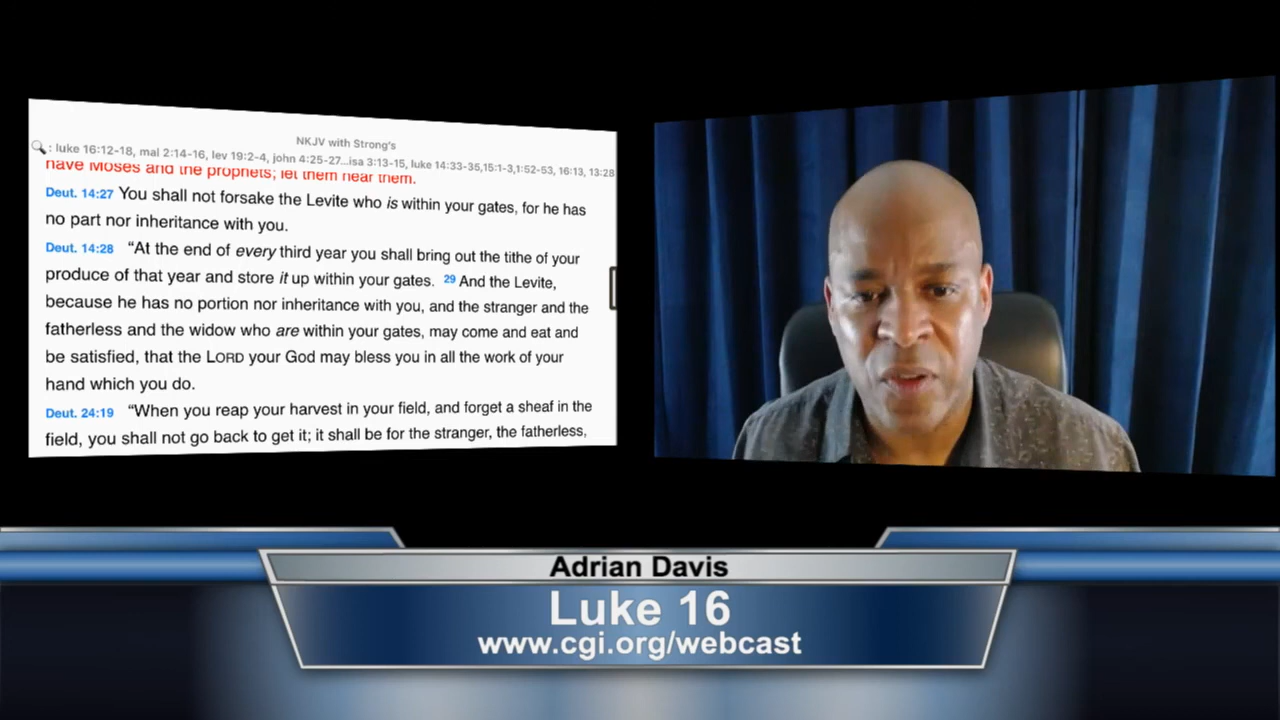 NKJV with Strong's
: luke 16:12-18, mal 2:14-16, lev 19:2-4, john 4:25-27...isa 3:13-15, luke 14:33-35,15:1-3,1:52-53, 16:13, 13:28
have Moses and the prophets; let them hear them.
Deut. 14:27 You shall not forsake the Levite who is within your gates, for he has
no part nor inheritance with you.
Deut. 14:28 “At the end of every third year you shall bring out the tithe of your
produce of that year and store it up within your gates. 29 And the Levite,
because he has no portion nor inheritance with you, and the stranger and the
fatherless and the widow who are within your gates, may come and eat and
be satisfied, that the LORD your God may bless you in all the work of your
hand which you do.
Deut. 24:19 “When you reap your harvest in your field, and forget a sheaf in the
field, you shall not go back to get it; it shall be for the stranger, the fatherless,
Adrian Davis
Luke 16
www.cgi.org/webcast